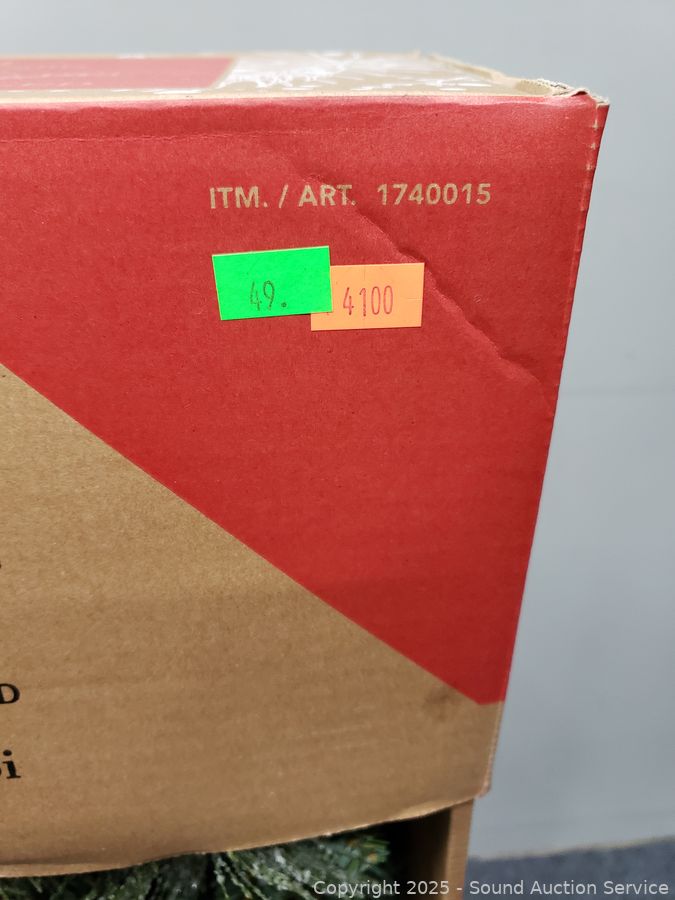 ITM. / ART. 1740015
49.
4100
D
i
Copyright 2025 - Sound Auction Service